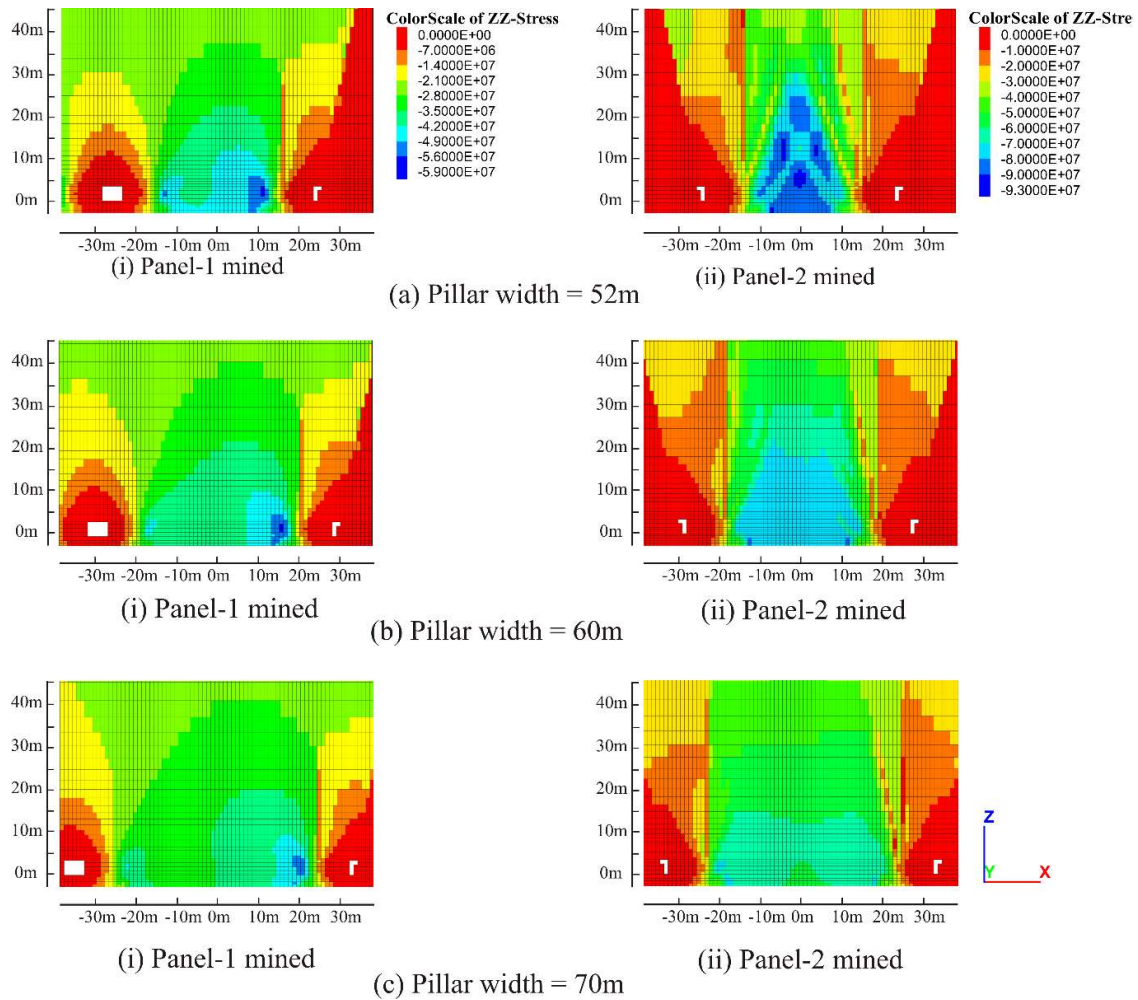 (a)
ColorScale of ZZ-Stress
0.0000E+00
-7.0000E+06
-1.4000E+07
-2.1000E+07
-2.8000E+07
-3.5000E+07
-4.2000E+07
-4.9000E+07
-5.6000E+07
-5.9000E+07
40m
30m
20m
10m
0m
-30m -20m -10m 0m 10m 20m 30m
(i) Panel-1 mined
ColorScale of ZZ-Stre
0.0000E+00
-1.0000E+07
-2.0000E+07
-3.0000E+07
-4.0000E+07
-5.0000E+07
-6.0000E+07
-7.0000E+07
-8.0000E+07
-9.0000E+07
-9.3000E+07
40m
30m
20m
10m
0m
-30m -20m -10m 0m 10m 20m 30m
(ii) Panel-2 mined
(a) Pillar width = 52m
40m
30m
20m
10m
0m
-30m -20m -10m 0m 10m 20m 30m
(i) Panel-1 mined
40m
30m
20m
10m
0m
-30m -20m -10m 0m 10m 20m 30m
(ii) Panel-2 mined
(b) Pillar width = 60m
40m
30m
20m
10m
0m
-30m -20m -10m 0m 10m 20m 30m
(i) Panel-1 mined
40m
30m
20m
10m
0m
-30m -20m -10m 0m 10m 20m 30m
(ii) Panel-2 mined
Z
Y X
(c) Pillar width = 70m